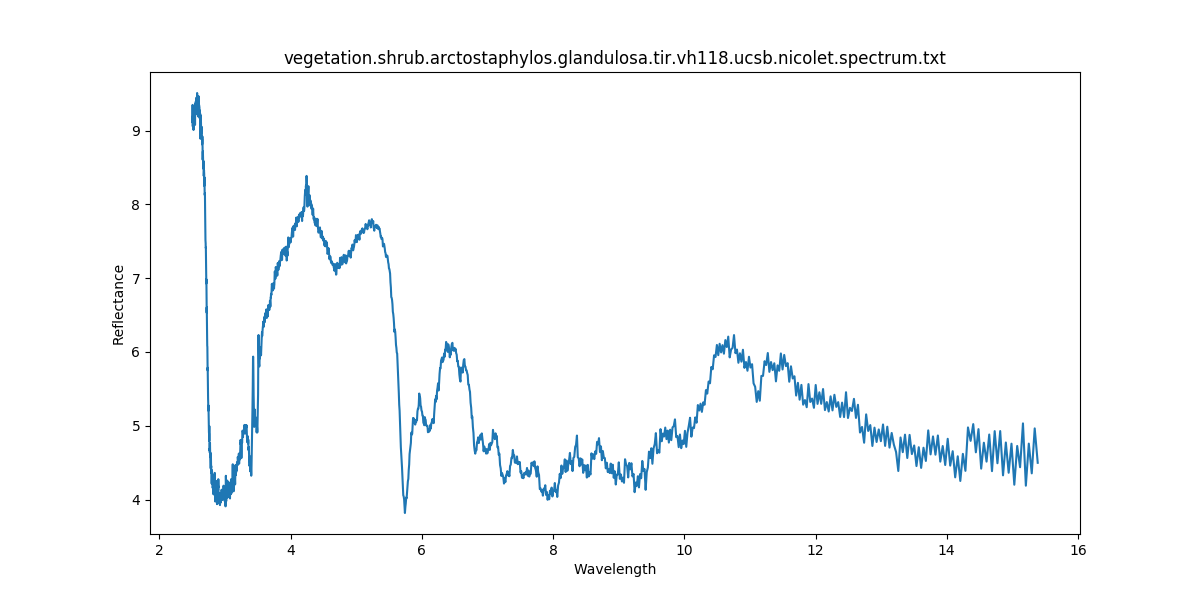 vegetation.shrub.arctostaphylos.glandulosa.tir.vh118.ucsb.nicolet.spectrum.txt
Reflectance
9
8
7
6
5
4
2 4 6 8 10 12 14 16
Wavelength